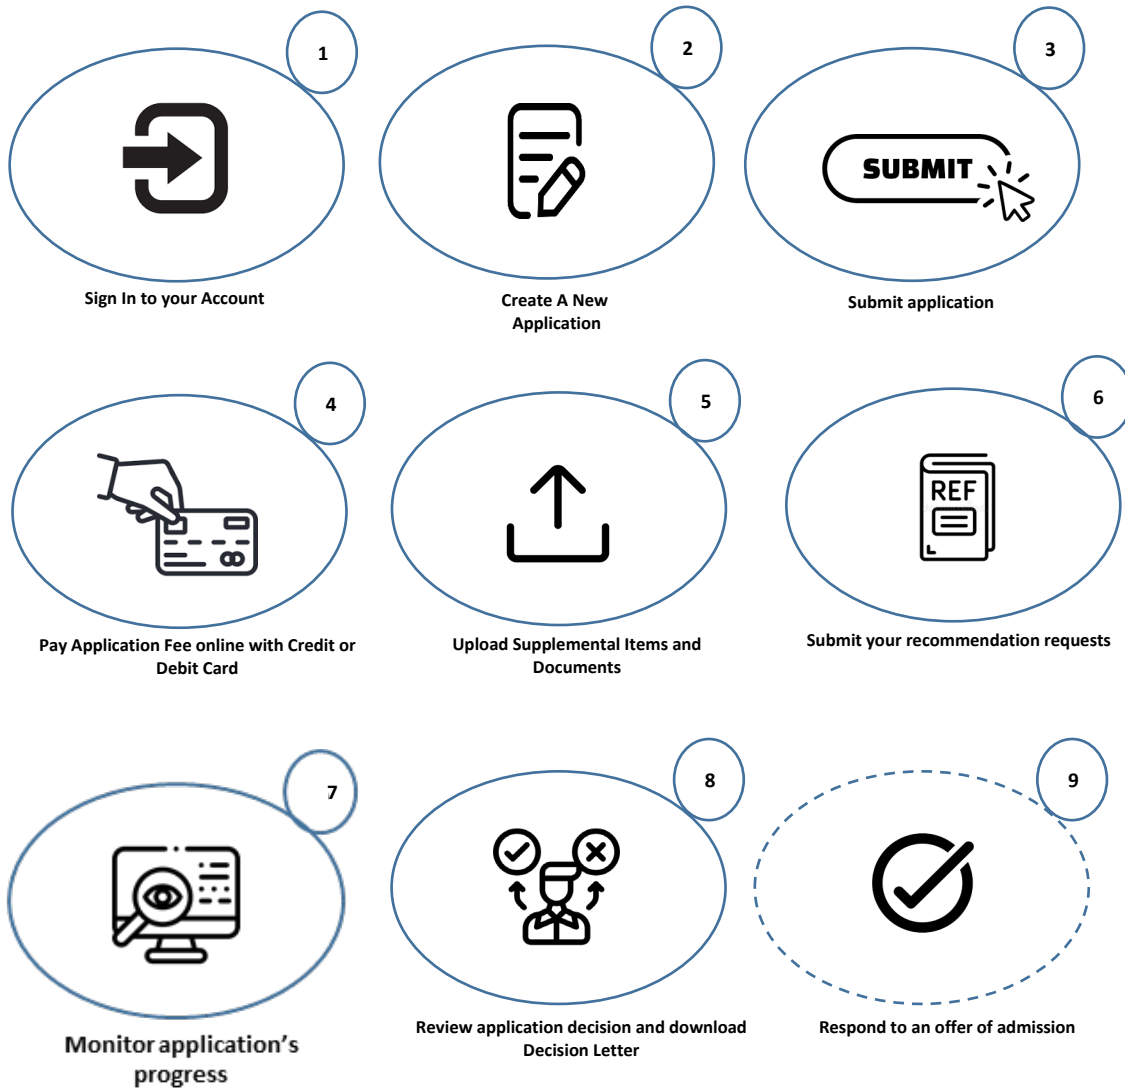 1
2
3
SUBMIT
Sign In to your Account
Create A New
Application
Submit application
4
5
6
REF
Pay Application Fee online with Credit or
Debit Card
Upload Supplemental Items and
Documents
Submit your recommendation requests
7
8
9
Monitor application's
progress
Review application decision and download
Decision Letter
Respond to an offer of admission